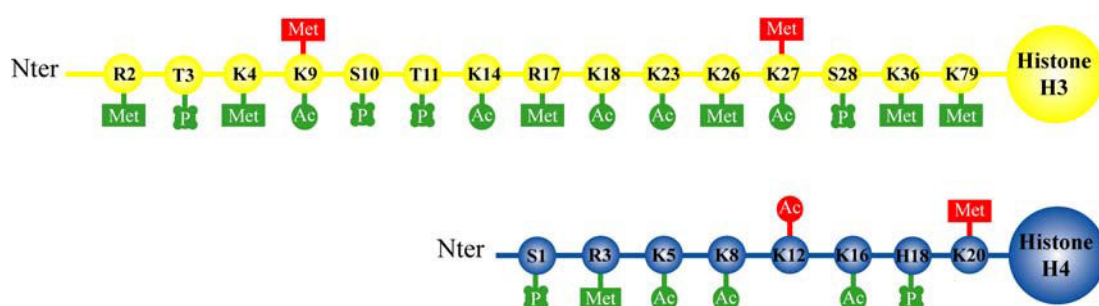 Met Met
Nter R2 T3 K4 K9 S10 T11 K14 R17 K18 K23 K26 K27 S28 K36 K79 Histone H3
Met P Met Ac P P Ac Met Ac Ac Met Ac P Met Met
Ac Met
Nter S1 R3 K5 K8 K12 K16 H18 K20 Histone H4
P Met Ac Ac Ac P